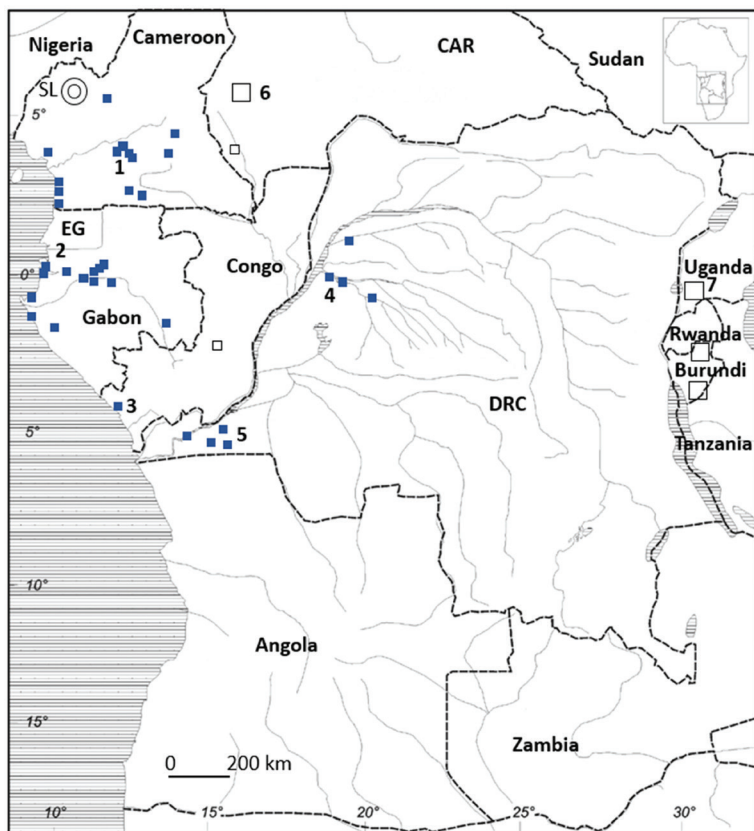 Nigeria
Cameroon
CAR
Sudan
SL
6
5°
1
EG
2
0°
Congo
Uganda
7
4
Gabon
Rwanda
Burundi
3
DRC
5
5°
Tanzania
10°
Angola
15°
Zambia
0 200 km
10° 15° 20° 25° 30°